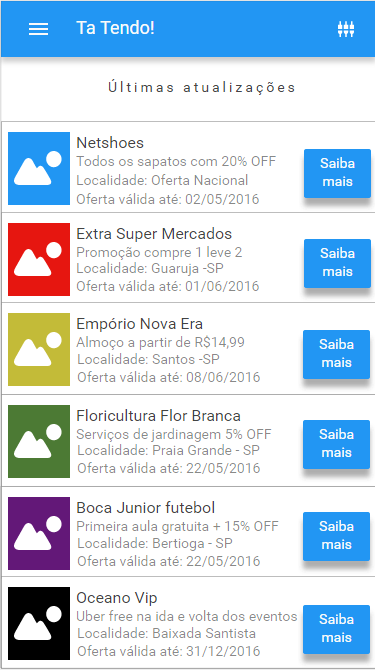 Ta Tendo!
Últimas atualizações
Netshoes
Todos os sapatos com 20% OFF
Localidade: Oferta Nacional
Oferta válida até: 02/05/2016
Saiba
mais
Extra Super Mercados
Promoção compre 1 leve 2
Localidade: Guaruja -SP
Oferta válida até: 01/06/2016
Saiba
mais
Empório Nova Era
Almoço a partir de R$14,99
Localidade: Santos -SP
Oferta válida até: 08/06/2016
Saiba
mais
Floricultura Flor Branca
Serviços de jardinagem 5% OFF
Localidade: Praia Grande - SP
Oferta válida até: 22/05/2016
Saiba
mais
Boca Junior futebol
Primeira aula gratuita + 15% OFF
Localidade: Bertioga - SP
Oferta válida até: 22/05/2016
Saiba
mais
Oceano Vip
Uber free na ida e volta dos eventos
Localidade: Baixada Santista
Oferta válida até: 31/12/2016
Saiba
mais